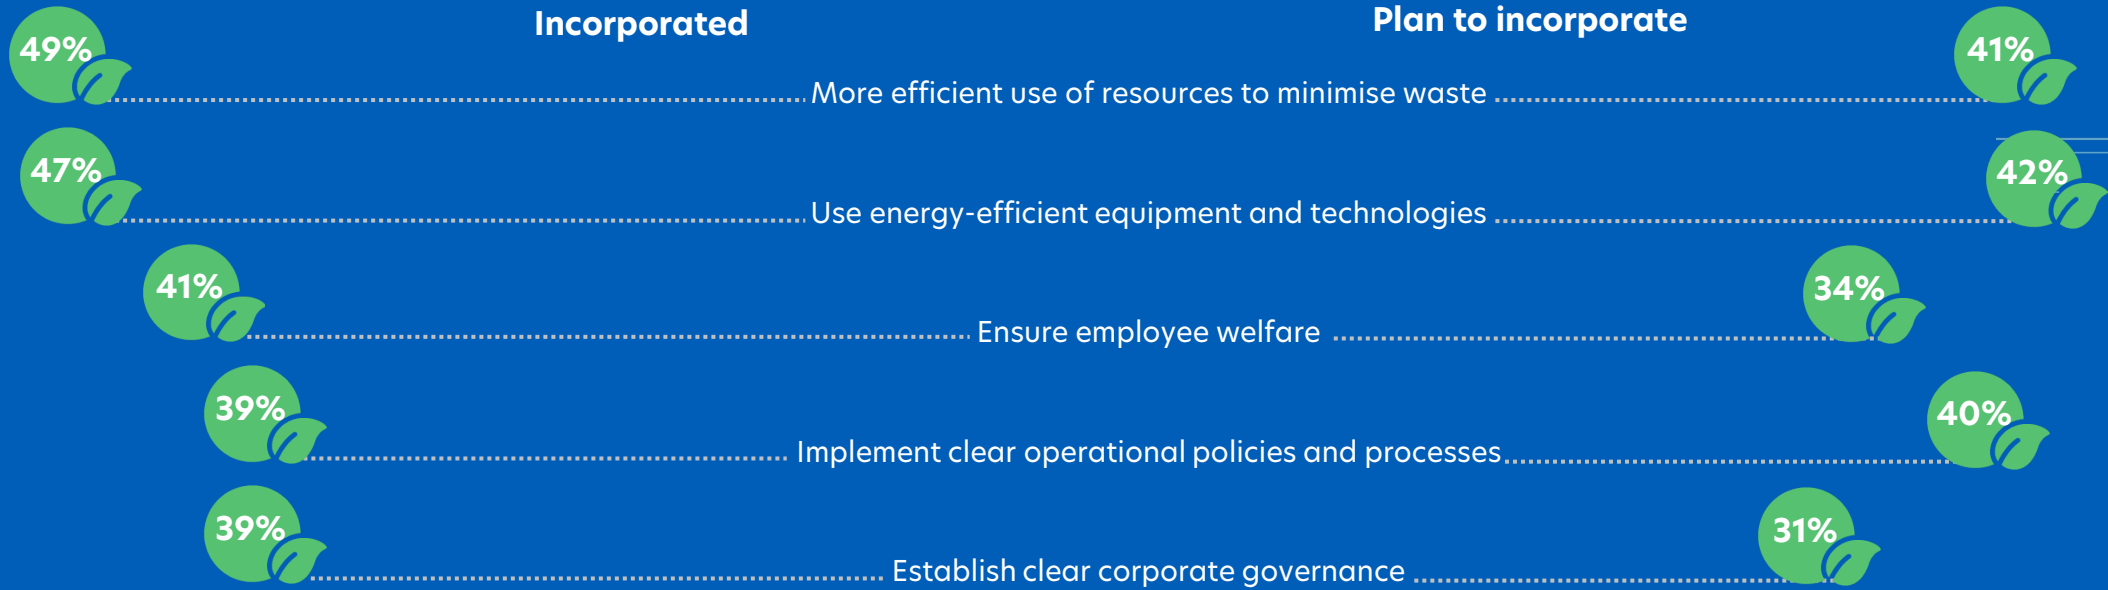 Incorporated
Plan to incorporate
49%
More efficient use of resources to minimise waste
41%
47%
Use energy-efficient equipment and technologies
42%
41%
Ensure employee welfare
34%
39%
Implement clear operational policies and processes
40%
39%
Establish clear corporate governance
31%